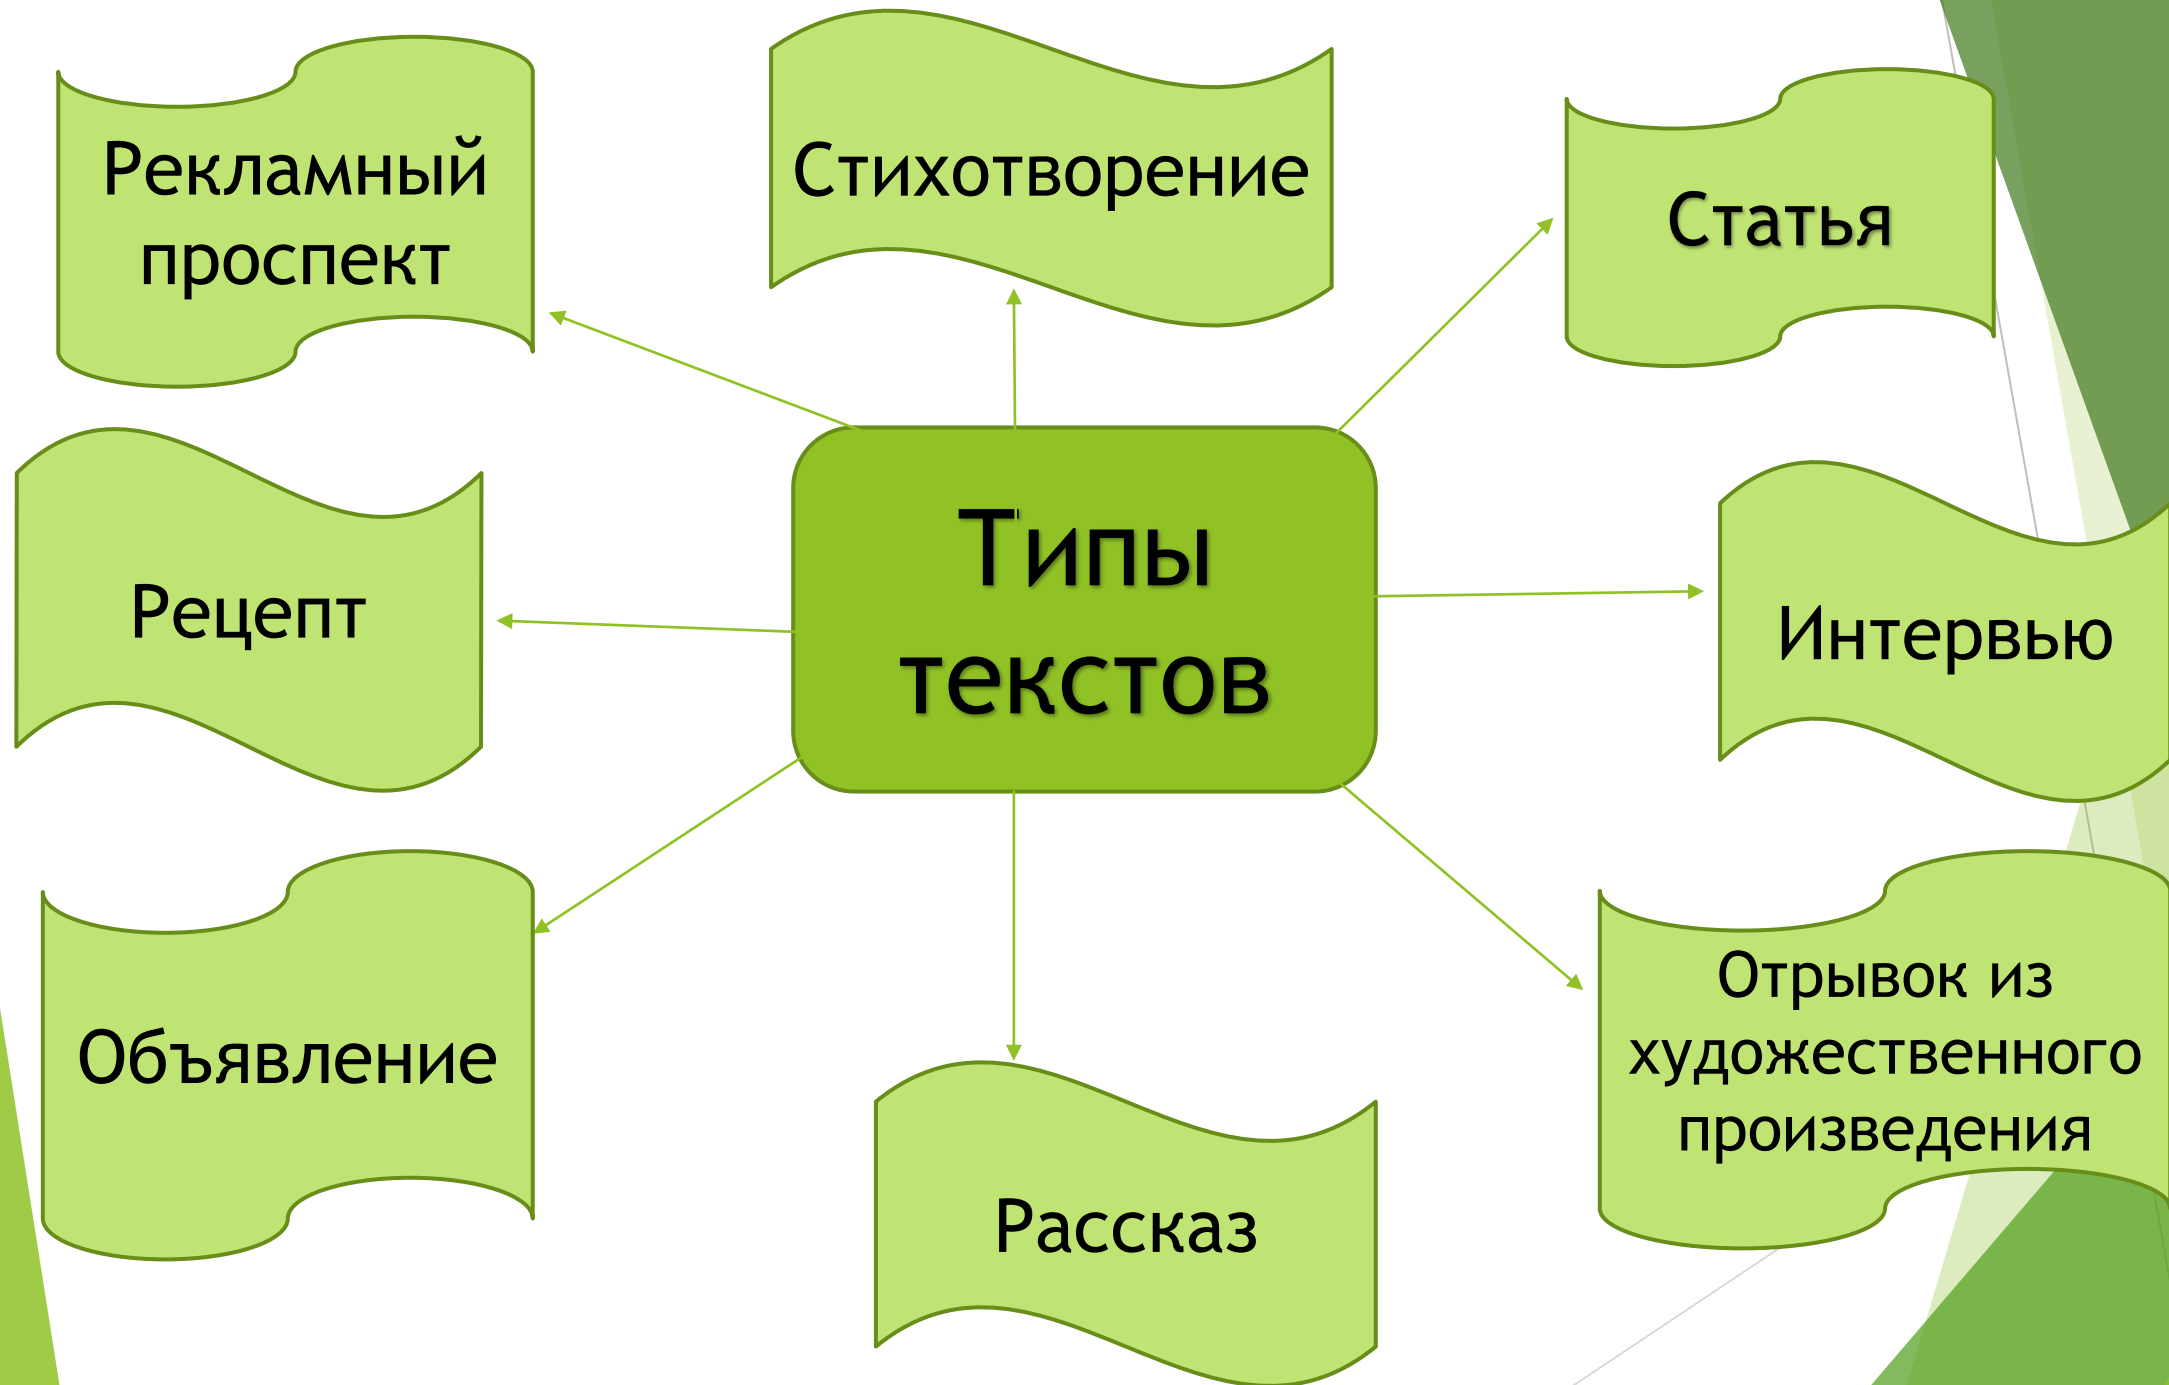 Рекламный
проспект
Стихотворение
Статья
Рецепт
Типы
текстов
Интервью
Объявление
Рассказ
Отрывок из
художественного
произведения